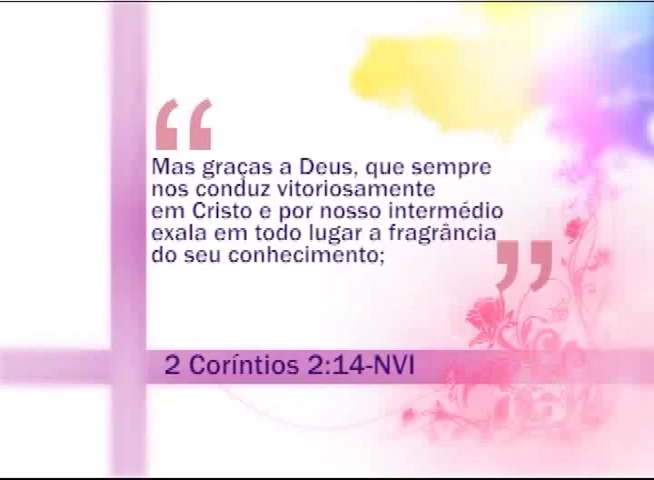 “
Mas graças a Deus, que sempre
nos conduz vitoriosamente
em Cristo e por nosso intermédio
exala em todo lugar a fragrância
do seu conhecimento;
”
2 Coríntios 2:14-NVI